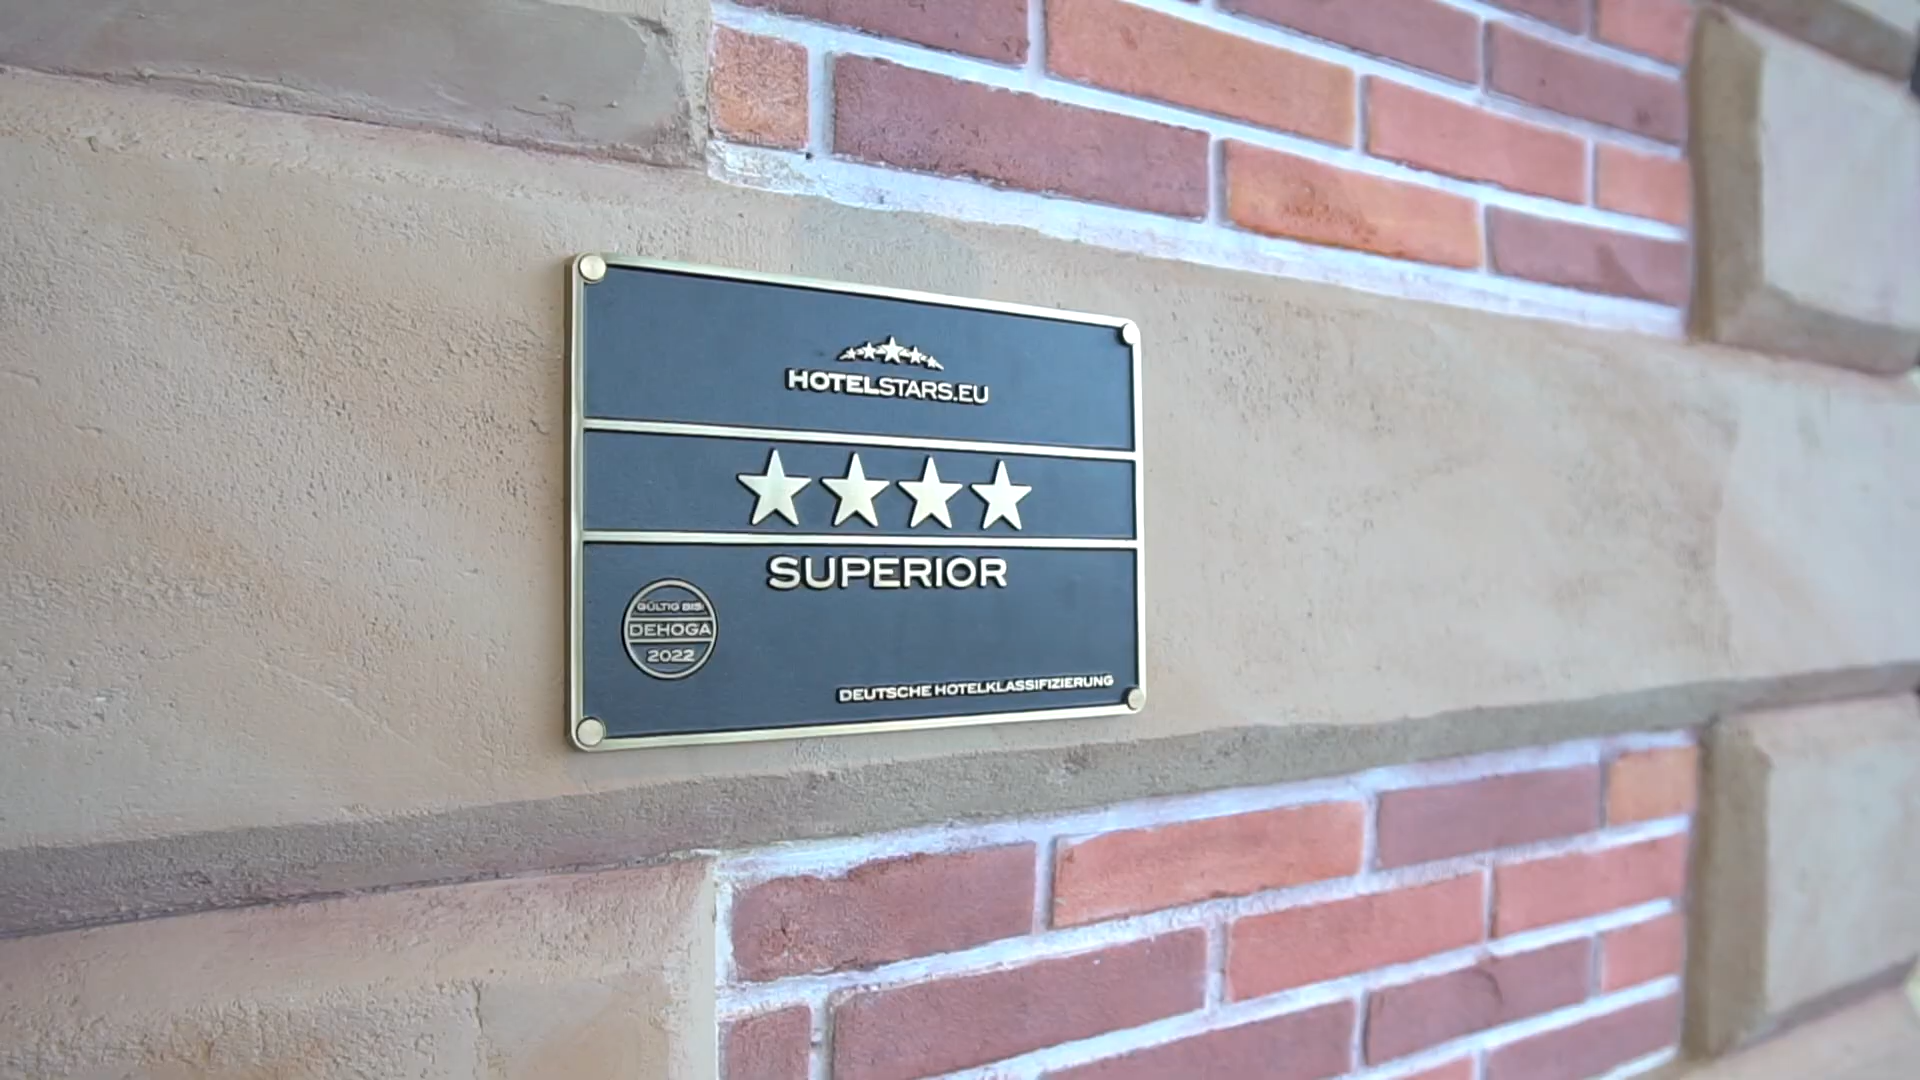 HOTELSTARS.EU
SUPERIOR
GÜLTIG BIS:
DEHOGA
2022
DEUTSCHE HOTELKLASSIFIZIERUNG